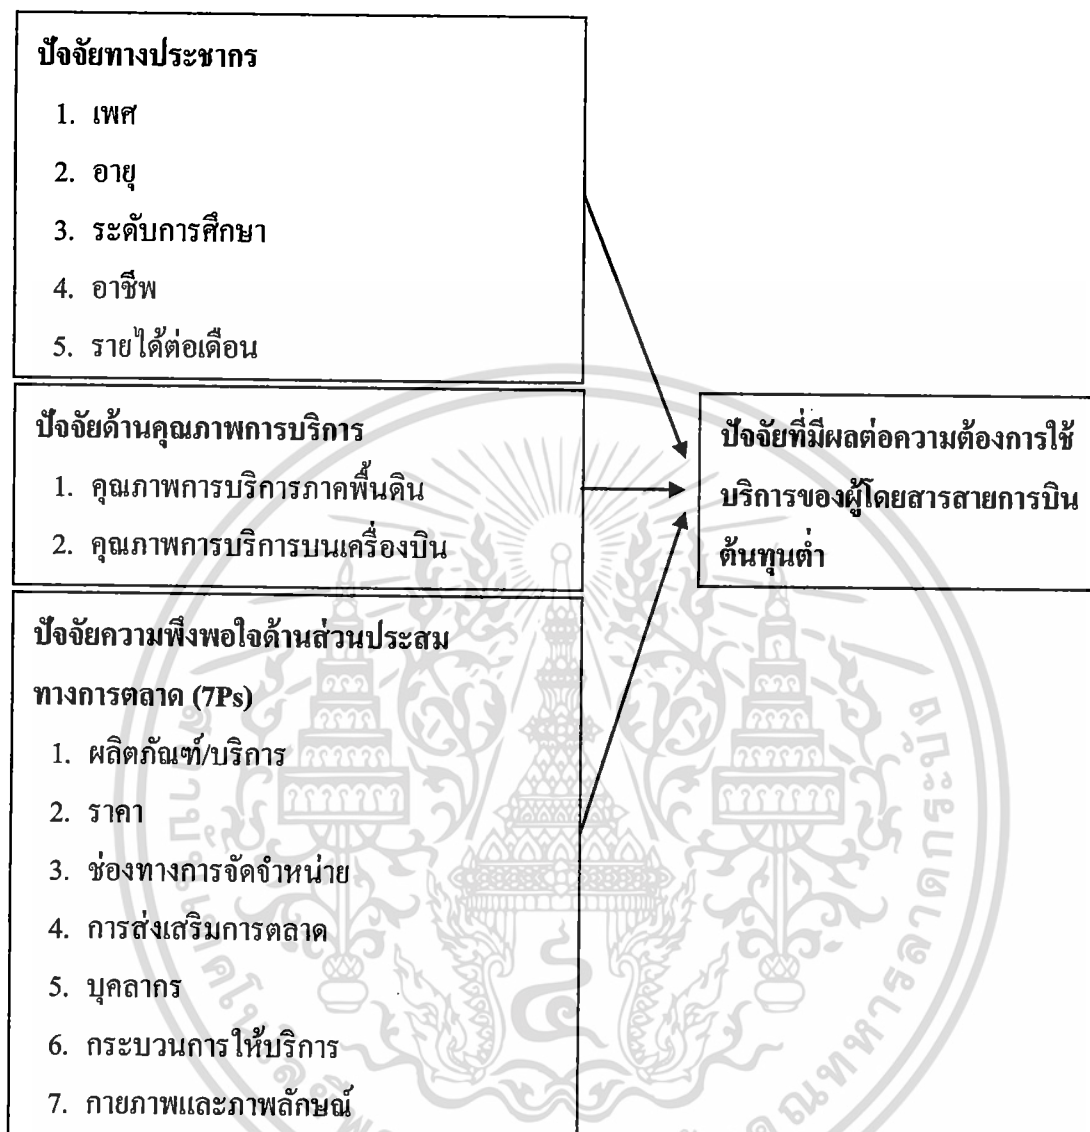 ปัจจัยทางประชากร
1. เพศ
2. อายุ
3. ระดับการศึกษา
4. อาชีพ
5. รายได้ต่อเดือน
ปัจจัยด้านคุณภาพการบริการ
1. คุณภาพการบริการภาคพื้นดิน
2. คุณภาพการบริการบนเครื่องบิน
ปัจจัยความพึงพอใจด้านส่วนประสม
ทางการตลาด (7Ps)
1. ผลิตภัณฑ์/บริการ
2. ราคา
3. ช่องทางการจัดจำหน่าย
4. การส่งเสริมการตลาด
5. บุคลากร
6. กระบวนการให้บริการ
7. กายภาพและภาพลักษณ์
ปัจจัยที่มีผลต่อความต้องการใช้
บริการของผู้โดยสารสายการบิน
ต้นทุนต่ำ